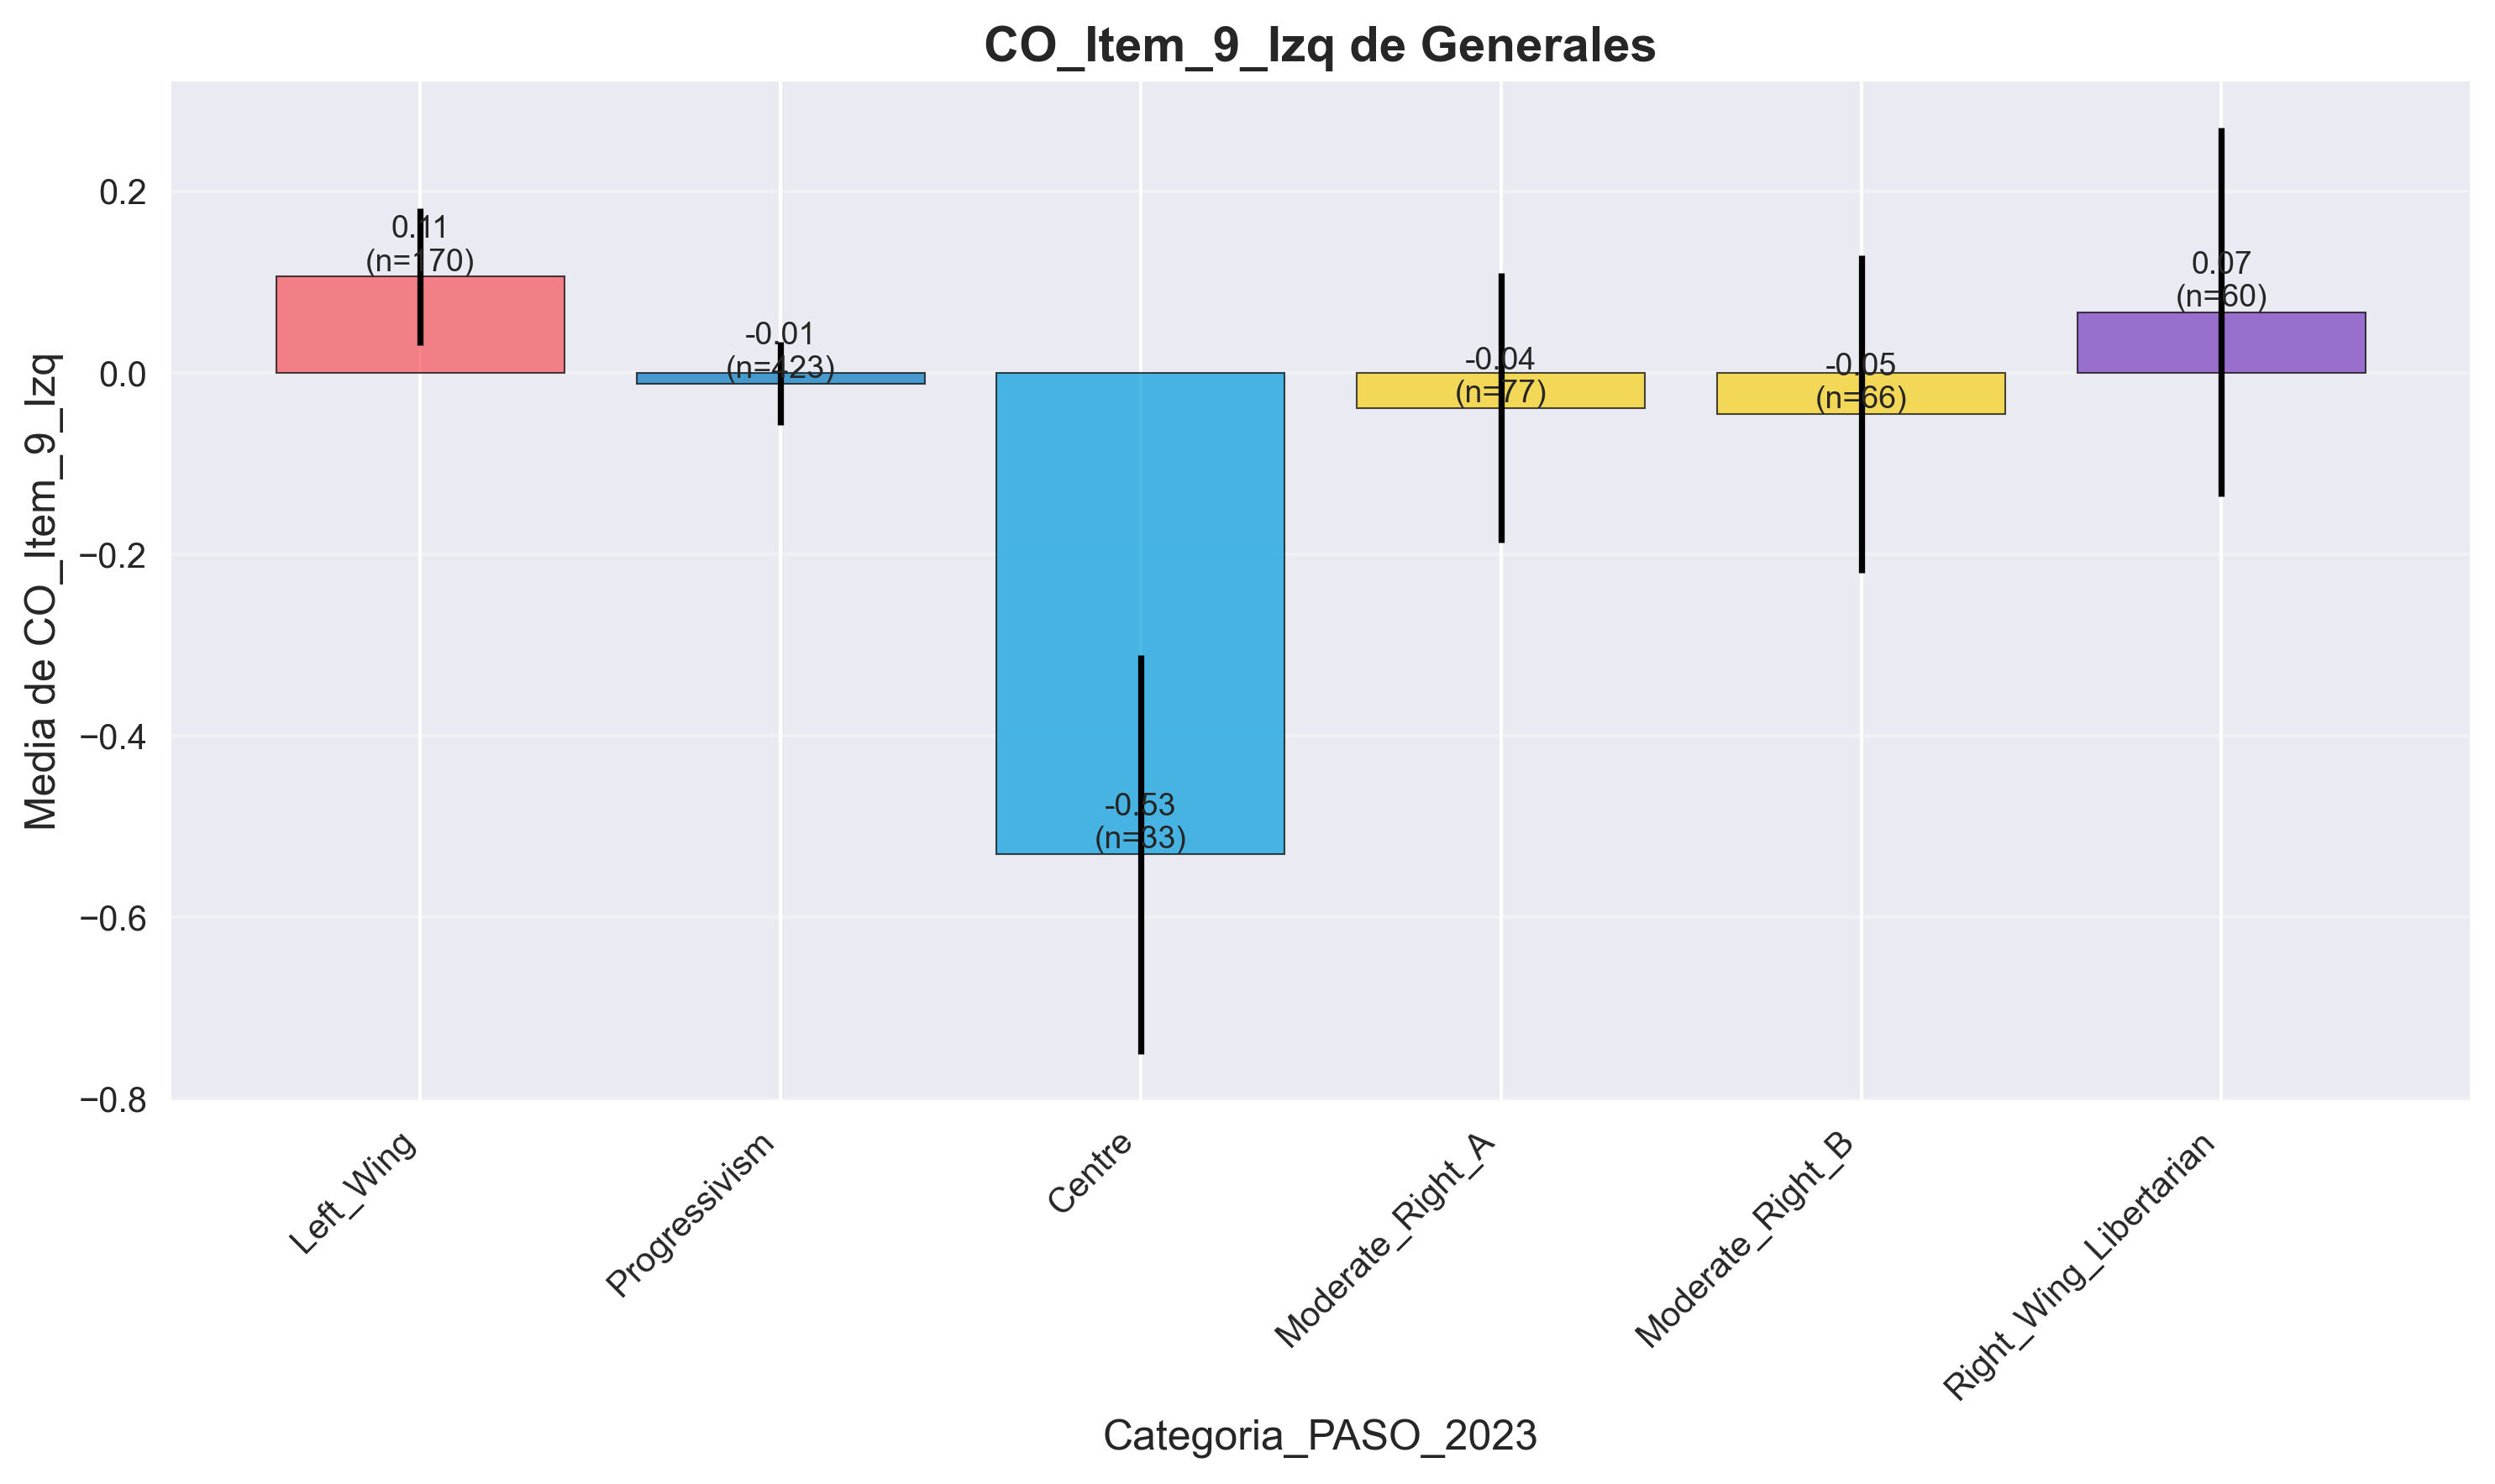 CO_Item_9_Izq de Generales
Media de CO_Item_9_Izq
0.2
0.0
−0.2
−0.4
−0.6
−0.8
0.11
(n=170)
-0.01
(n=423)
-0.53
(n=33)
-0.04
(n=77)
-0.05
(n=66)
0.07
(n=60)
Left_Wing
Progressivism
Centre
Moderate_Right_A
Moderate_Right_B
Right_Wing_Libertarian
Categoria_PASO_2023